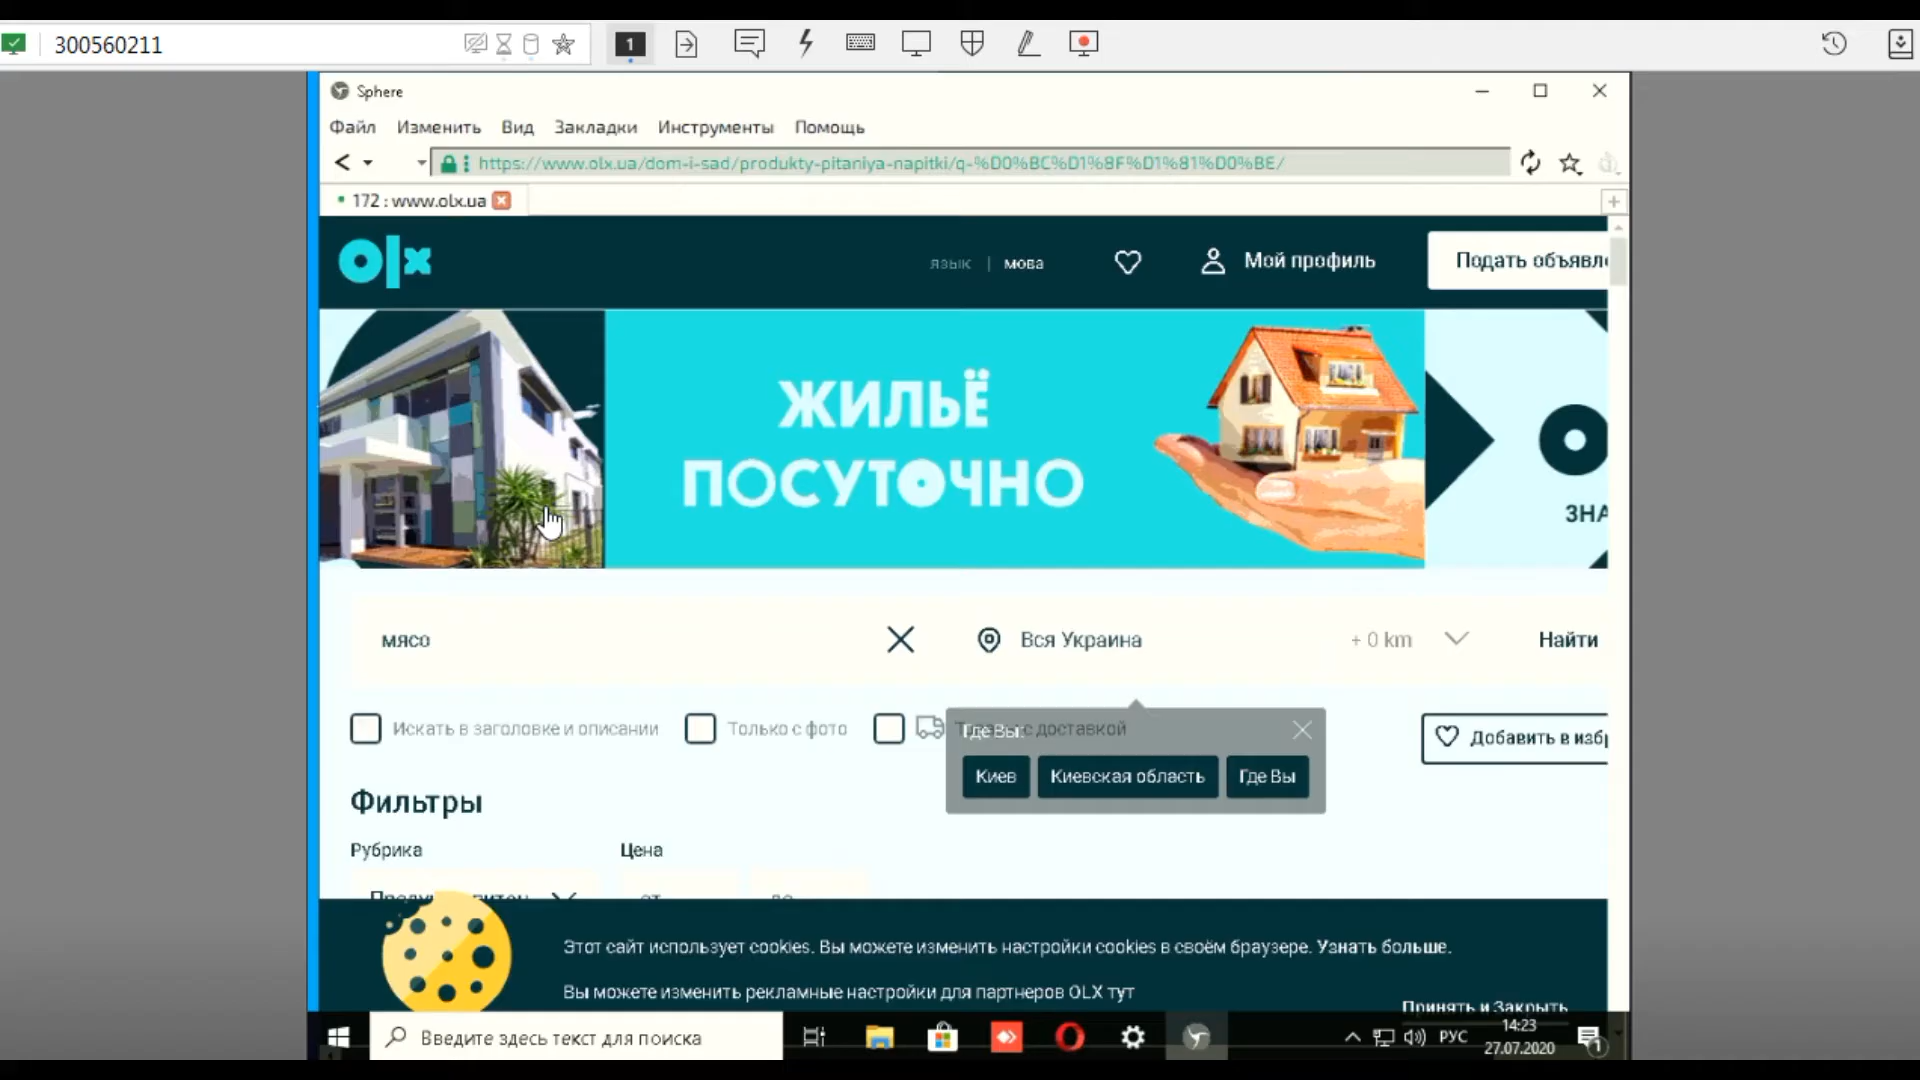 300560211
1
Sphere
Файл Изменить Вид Закладки Инструменты Помощь
https://www.olx.ua/dom-i-sad/produkty-pitaniya-napitki/q-%D0%BC%D1%8F%D1%81%D0%BE/
172 : www.olx.ua
olx
язык | мова
Мой профиль
ЖИЛЬЁ
ПОСУТОЧНО
мясо
Вся Украина
+ 0 km
Найти
Искать в заголовке и описании
Только с фото
с доставкой
Где Вы:
Киев
Киевская область
Где Вы
Добавить в
Фильтры
Рубрика
Цена
Этот сайт использует cookies. Вы можете изменить настройки cookies в своём браузере. Узнать больше.
Вы можете изменить рекламные настройки для партнеров OLX тут
Принять и Закрыть
Введите здесь текст для поиска
РУС
14:23
27.07.2020
1